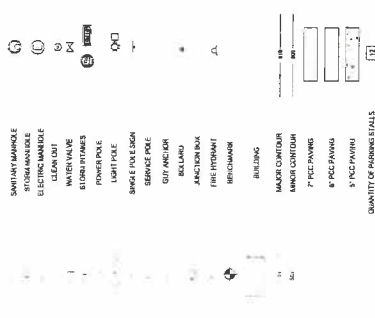 SANITARY MANHOLE
STORM MANHOLE
ELECTRIC MANHOLE
CLEAN OUT
WATER VALVE
STORM INTAKES
POWER POLE
LIGHT POLE
SINGLE POLE SIGN
SERVICE POLE
GUY ANCHOR
BOLLARD
JUNCTION BOX
FIRE HYDRANT
BENCHMARK
BUILDING
MAJOR CONTOUR
MINOR CONTOUR
7" PCC PAVING
6" PCC PAVING
5" PCC PAVING
QUANTITY OF PARKING STALLS
12